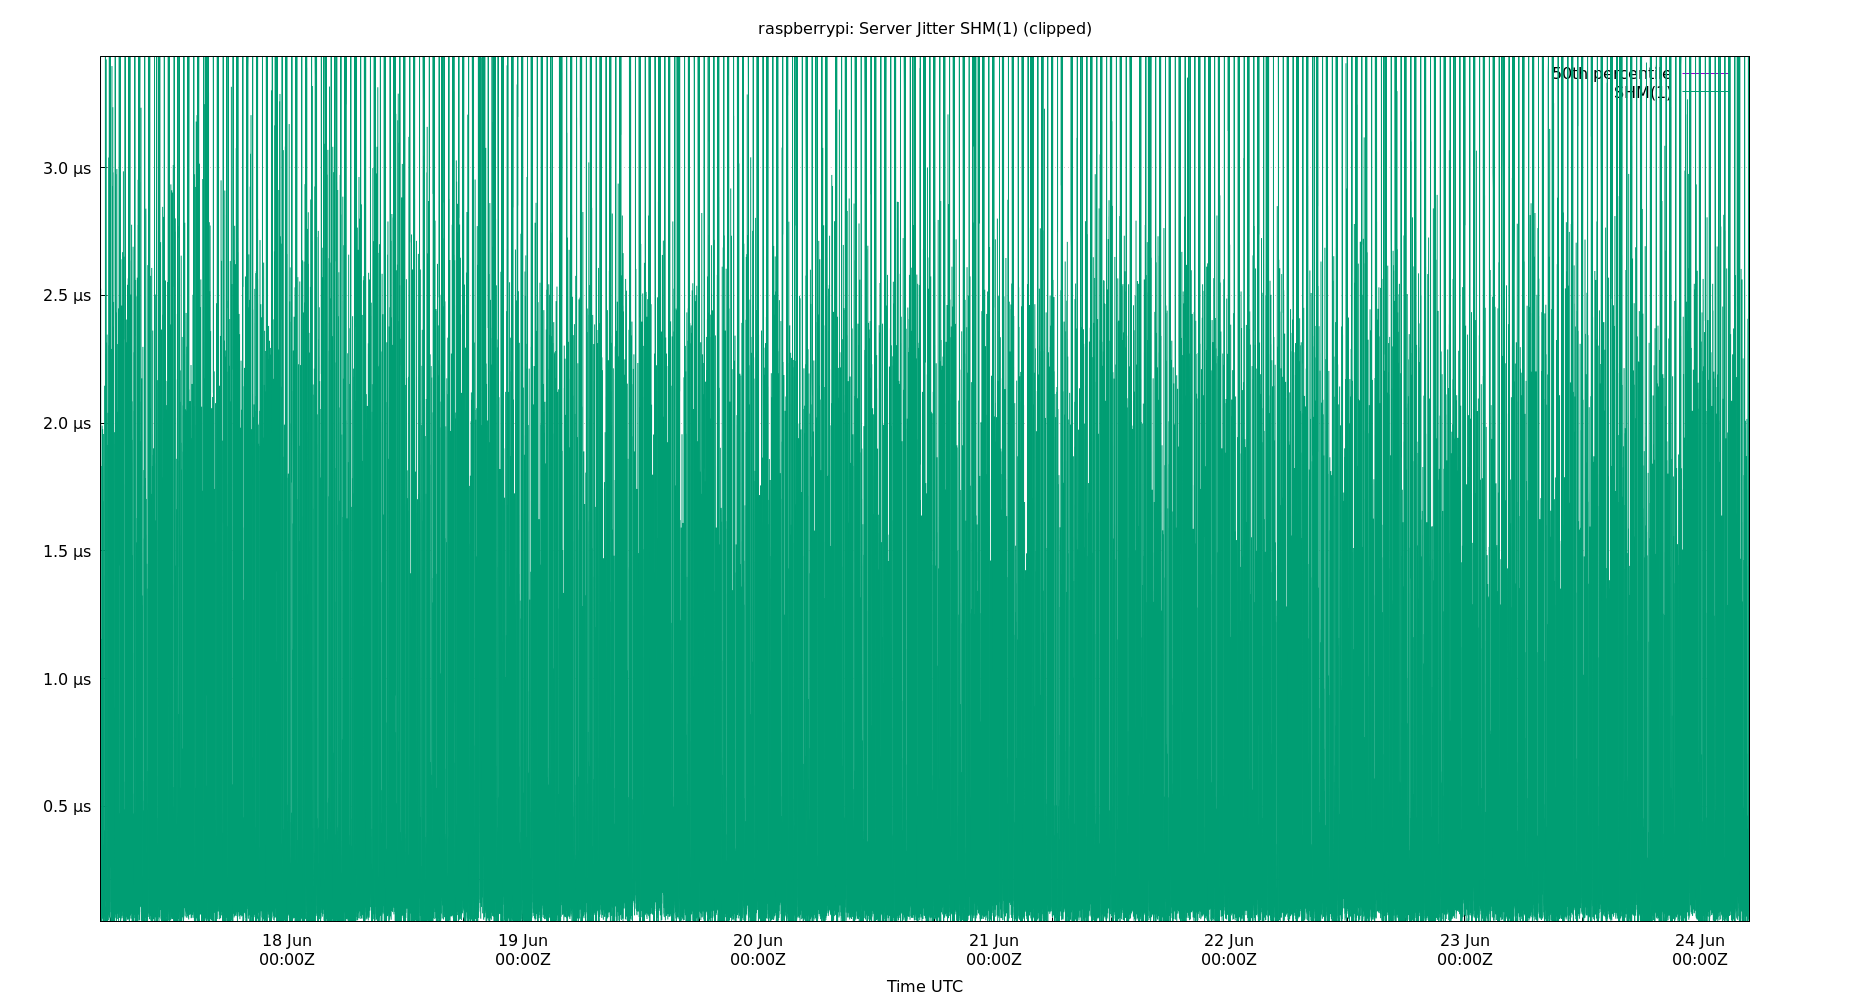 raspberrypi: Server Jitter SHM(1) (clipped)
50th percentile
SHM(1)
3.0 µs
2.5 µs
2.0 µs
1.5 µs
1.0 µs
0.5 µs
18 Jun 19 Jun 20 Jun 21 Jun 22 Jun 23 Jun 24 Jun
00:00Z 00:00Z 00:00Z 00:00Z 00:00Z 00:00Z 00:00Z
Time UTC